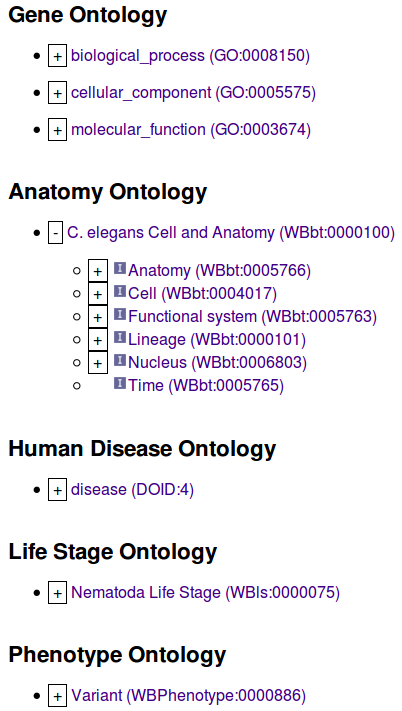 Gene Ontology
+ biological_process (GO:0008150)
+ cellular_component (GO:0005575)
+ molecular_function (GO:0003674)
Anatomy Ontology
- C. elegans Cell and Anatomy (WBbt:0000100)
+ I Anatomy (WBbt:0005766)
+ I Cell (WBbt:0004017)
+ I Functional system (WBbt:0005763)
+ I Lineage (WBbt:0000101)
+ I Nucleus (WBbt:0006803)
I Time (WBbt:0005765)
Human Disease Ontology
+ disease (DOID:4)
Life Stage Ontology
+ Nematoda Life Stage (WBls:0000075)
Phenotype Ontology
+ Variant (WBPhenotype:0000886)